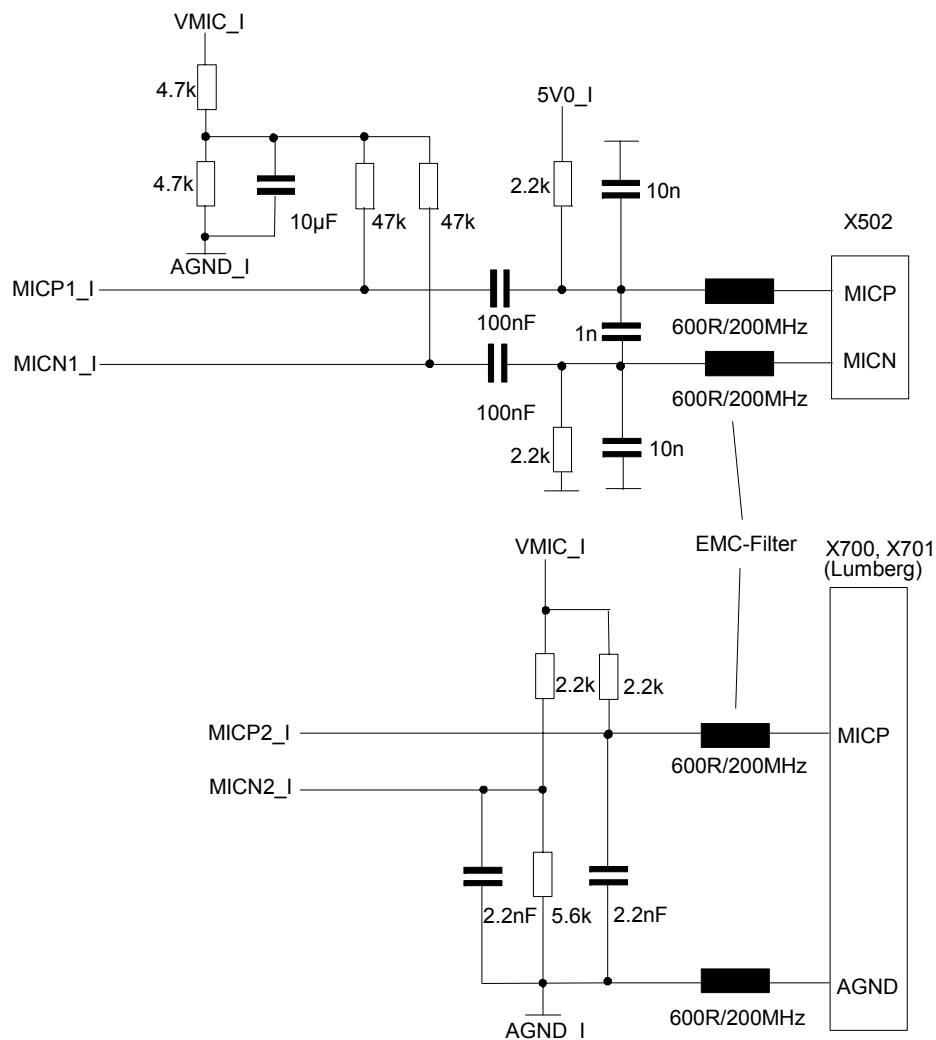 VMIC_I
4.7k
5V0_I
4.7k
2.2k
10n
10µF
47k
47k
X502
AGND_I
MICP1_I
MICP
100nF
1n
600R/200MHz
MICN1_I
MICN
100nF
600R/200MHz
2.2k
10n
VMIC_I
EMC-Filter
X700, X701
(Lumberg)
2.2k
2.2k
MICP2_I
MICP
600R/200MHz
MICN2_I
2.2nF
5.6k
2.2nF
AGND
AGND_I
600R/200MHz